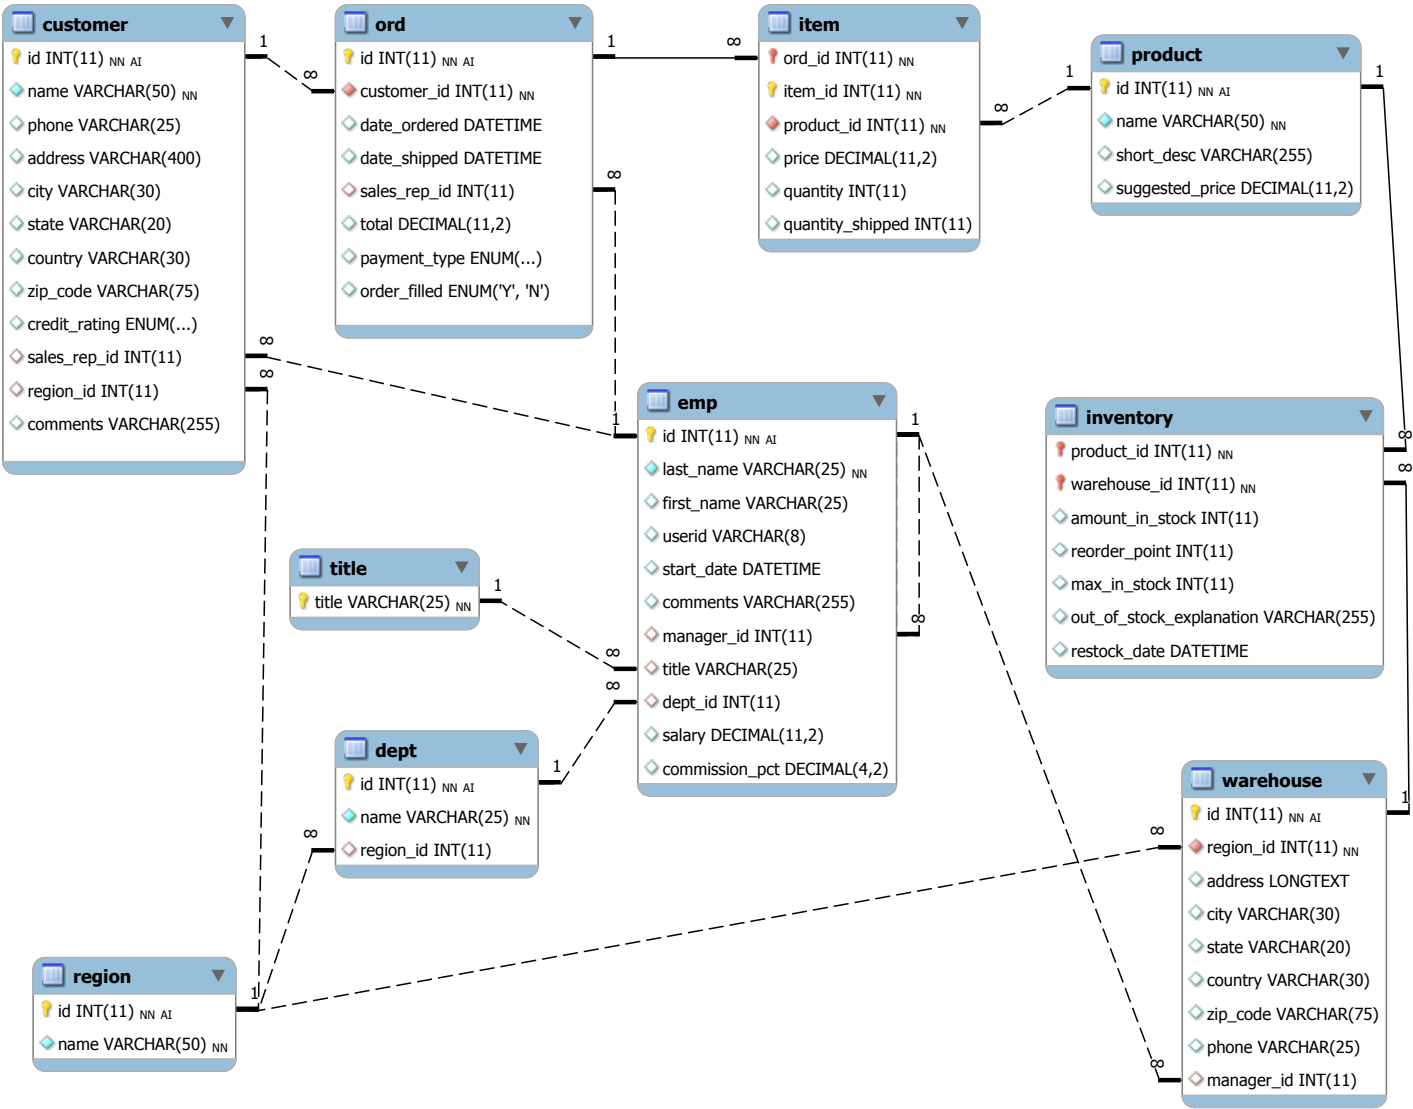 customer
id INT(11) NN AI
name VARCHAR(50) NN
phone VARCHAR(25)
address VARCHAR(400)
city VARCHAR(30)
state VARCHAR(20)
country VARCHAR(30)
zip_code VARCHAR(75)
credit_rating ENUM(...)
sales_rep_id INT(11)
region_id INT(11)
comments VARCHAR(255)
1
∞
∞
∞
ord
id INT(11) NN AI
customer_id INT(11) NN
date_ordered DATETIME
date_shipped DATETIME
sales_rep_id INT(11)
total DECIMAL(11,2)
payment_type ENUM(...)
order_filled ENUM('Y', 'N')
1
∞
∞
item
ord_id INT(11) NN
item_id INT(11) NN
product_id INT(11) NN
price DECIMAL(11,2)
quantity INT(11)
quantity_shipped INT(11)
∞
∞
product
id INT(11) NN AI
name VARCHAR(50) NN
short_desc VARCHAR(255)
suggested_price DECIMAL(11,2)
1
1
emp
id INT(11) NN AI
last_name VARCHAR(25) NN
first_name VARCHAR(25)
userid VARCHAR(8)
start_date DATETIME
comments VARCHAR(255)
manager_id INT(11)
title VARCHAR(25)
dept_id INT(11)
salary DECIMAL(11,2)
commission_pct DECIMAL(4,2)
1
1
∞
∞
∞
inventory
product_id INT(11) NN
warehouse_id INT(11) NN
amount_in_stock INT(11)
reorder_point INT(11)
max_in_stock INT(11)
out_of_stock_explanation VARCHAR(255)
restock_date DATETIME
∞
∞
title
title VARCHAR(25) NN
1
dept
id INT(11) NN AI
name VARCHAR(25) NN
region_id INT(11)
1
∞
warehouse
id INT(11) NN AI
region_id INT(11) NN
address LONGTEXT
city VARCHAR(30)
state VARCHAR(20)
country VARCHAR(30)
zip_code VARCHAR(75)
phone VARCHAR(25)
manager_id INT(11)
1
∞
∞
region
id INT(11) NN AI
name VARCHAR(50) NN
1